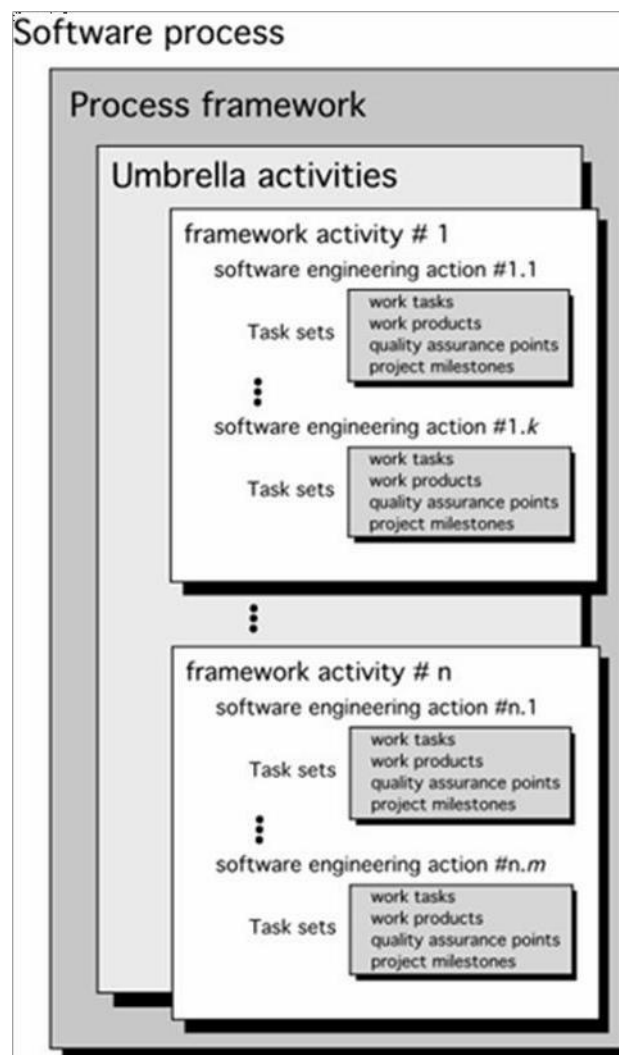 Software process
Process framework
Umbrella activities
framework activity # 1
software engineering action #1.1
Task sets
work tasks
work products
quality assurance points
project milestones
software engineering action #1.k
Task sets
work tasks
work products
quality assurance points
project milestones
framework activity # n
software engineering action #n.1
Task sets
work tasks
work products
quality assurance points
project milestones
software engineering action #n.m
Task sets
work tasks
work products
quality assurance points
project milestones